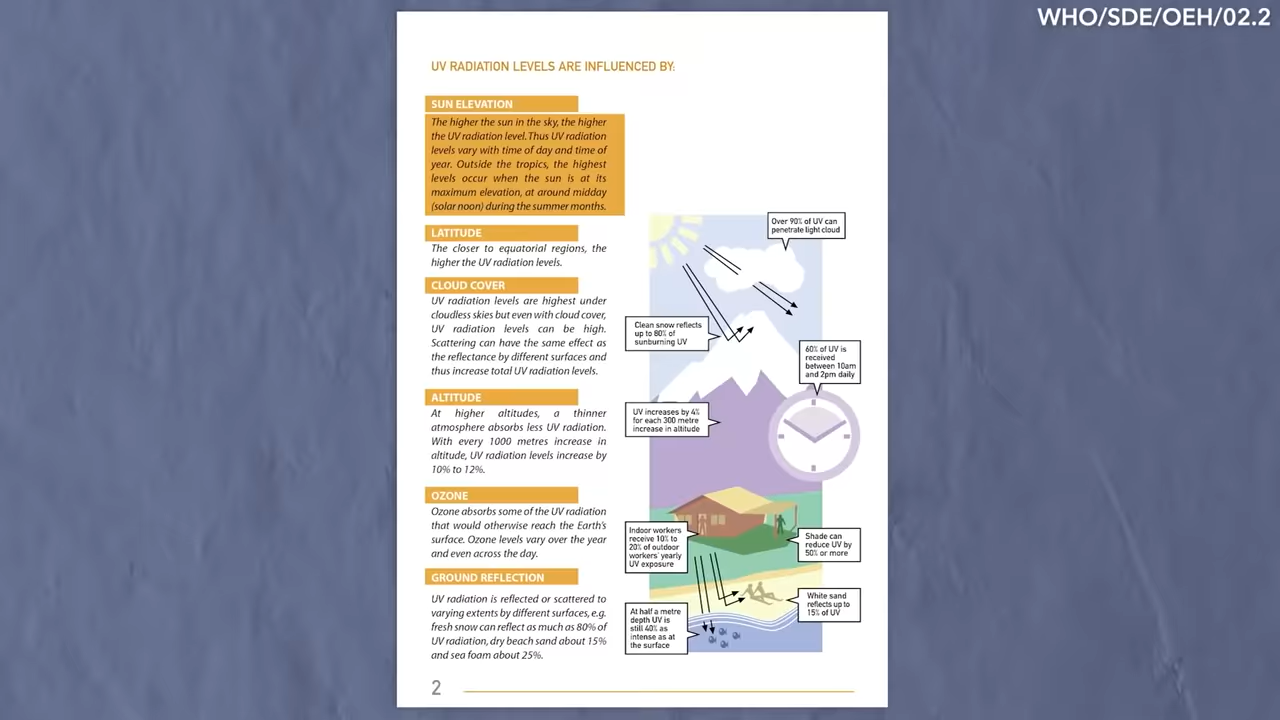 WHO/SDE/OEH/02.2
UV RADIATION LEVELS ARE INFLUENCED BY:
SUN ELEVATION
The higher the sun in the sky, the higher
the UV radiation level. Thus UV radiation
levels vary with time of day and time of
year. Outside the tropics, the highest
levels occur when the sun is at its
maximum elevation, at around midday
(solar noon) during the summer months.
LATITUDE
The closer to equatorial regions, the
higher the UV radiation levels.
CLOUD COVER
UV radiation levels are highest under
cloudless skies but even with cloud cover,
UV radiation levels can be high.
Scattering can have the same effect as
the reflectance by different surfaces and
thus increase total UV radiation levels.
ALTITUDE
At higher altitudes, a thinner
atmosphere absorbs less UV radiation.
With every 1000 metres increase in
altitude, UV radiation levels increase by
10% to 12%.
OZONE
Ozone absorbs some of the UV radiation
that would otherwise reach the Earth's
surface. Ozone levels vary over the year
and even across the day.
GROUND REFLECTION
UV radiation is reflected or scattered to
varying extents by different surfaces, e.g.
fresh snow can reflect as much as 80% of
UV radiation, dry beach sand about 15%
and sea foam about 25%.
Over 90% of UV can
penetrate light cloud
Clean snow reflects
up to 80% of
sunburning UV
60% of UV is
received
between 10am
and 2pm daily
UV increases by 4%
for each 300 metre
increase in altitude
Indoor workers
receive 10% to
20% of outdoor
workers' yearly
UV exposure
Shade can
reduce UV by
50% or more
White sand
reflects up to
15% of UV
At half a metre
depth UV is
still 40% as
intense as at
the surface
2